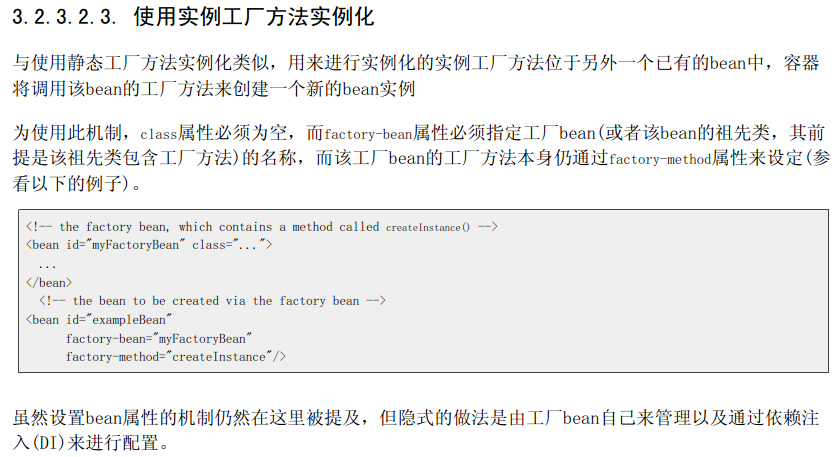 3.2.3.2.3. 使用实例工厂方法实例化
与使用静态工厂方法实例化类似，用来进行实例化的实例工厂方法位于另外一个已有的bean中，容器
将调用该bean的工厂方法来创建一个新的bean实例
为使用此机制，class属性必须为空，而factory-bean属性必须指定工厂bean(或者该bean的祖先类，其前
提是该祖先类包含工厂方法)的名称，而该工厂bean的工厂方法本身仍通过factory-method属性来设定(参
看以下的例子)。
<!-- the factory bean, which contains a method called createInstance() -->
<bean id="myFactoryBean" class="...">
  ...
</bean>
  <!-- the bean to be created via the factory bean -->
<bean id="exampleBean"
      factory-bean="myFactoryBean"
      factory-method="createInstance"/>
虽然设置bean属性的机制仍然在这里被提及，但隐式的做法是由工厂bean自己来管理以及通过依赖注
入(DI)来进行配置。